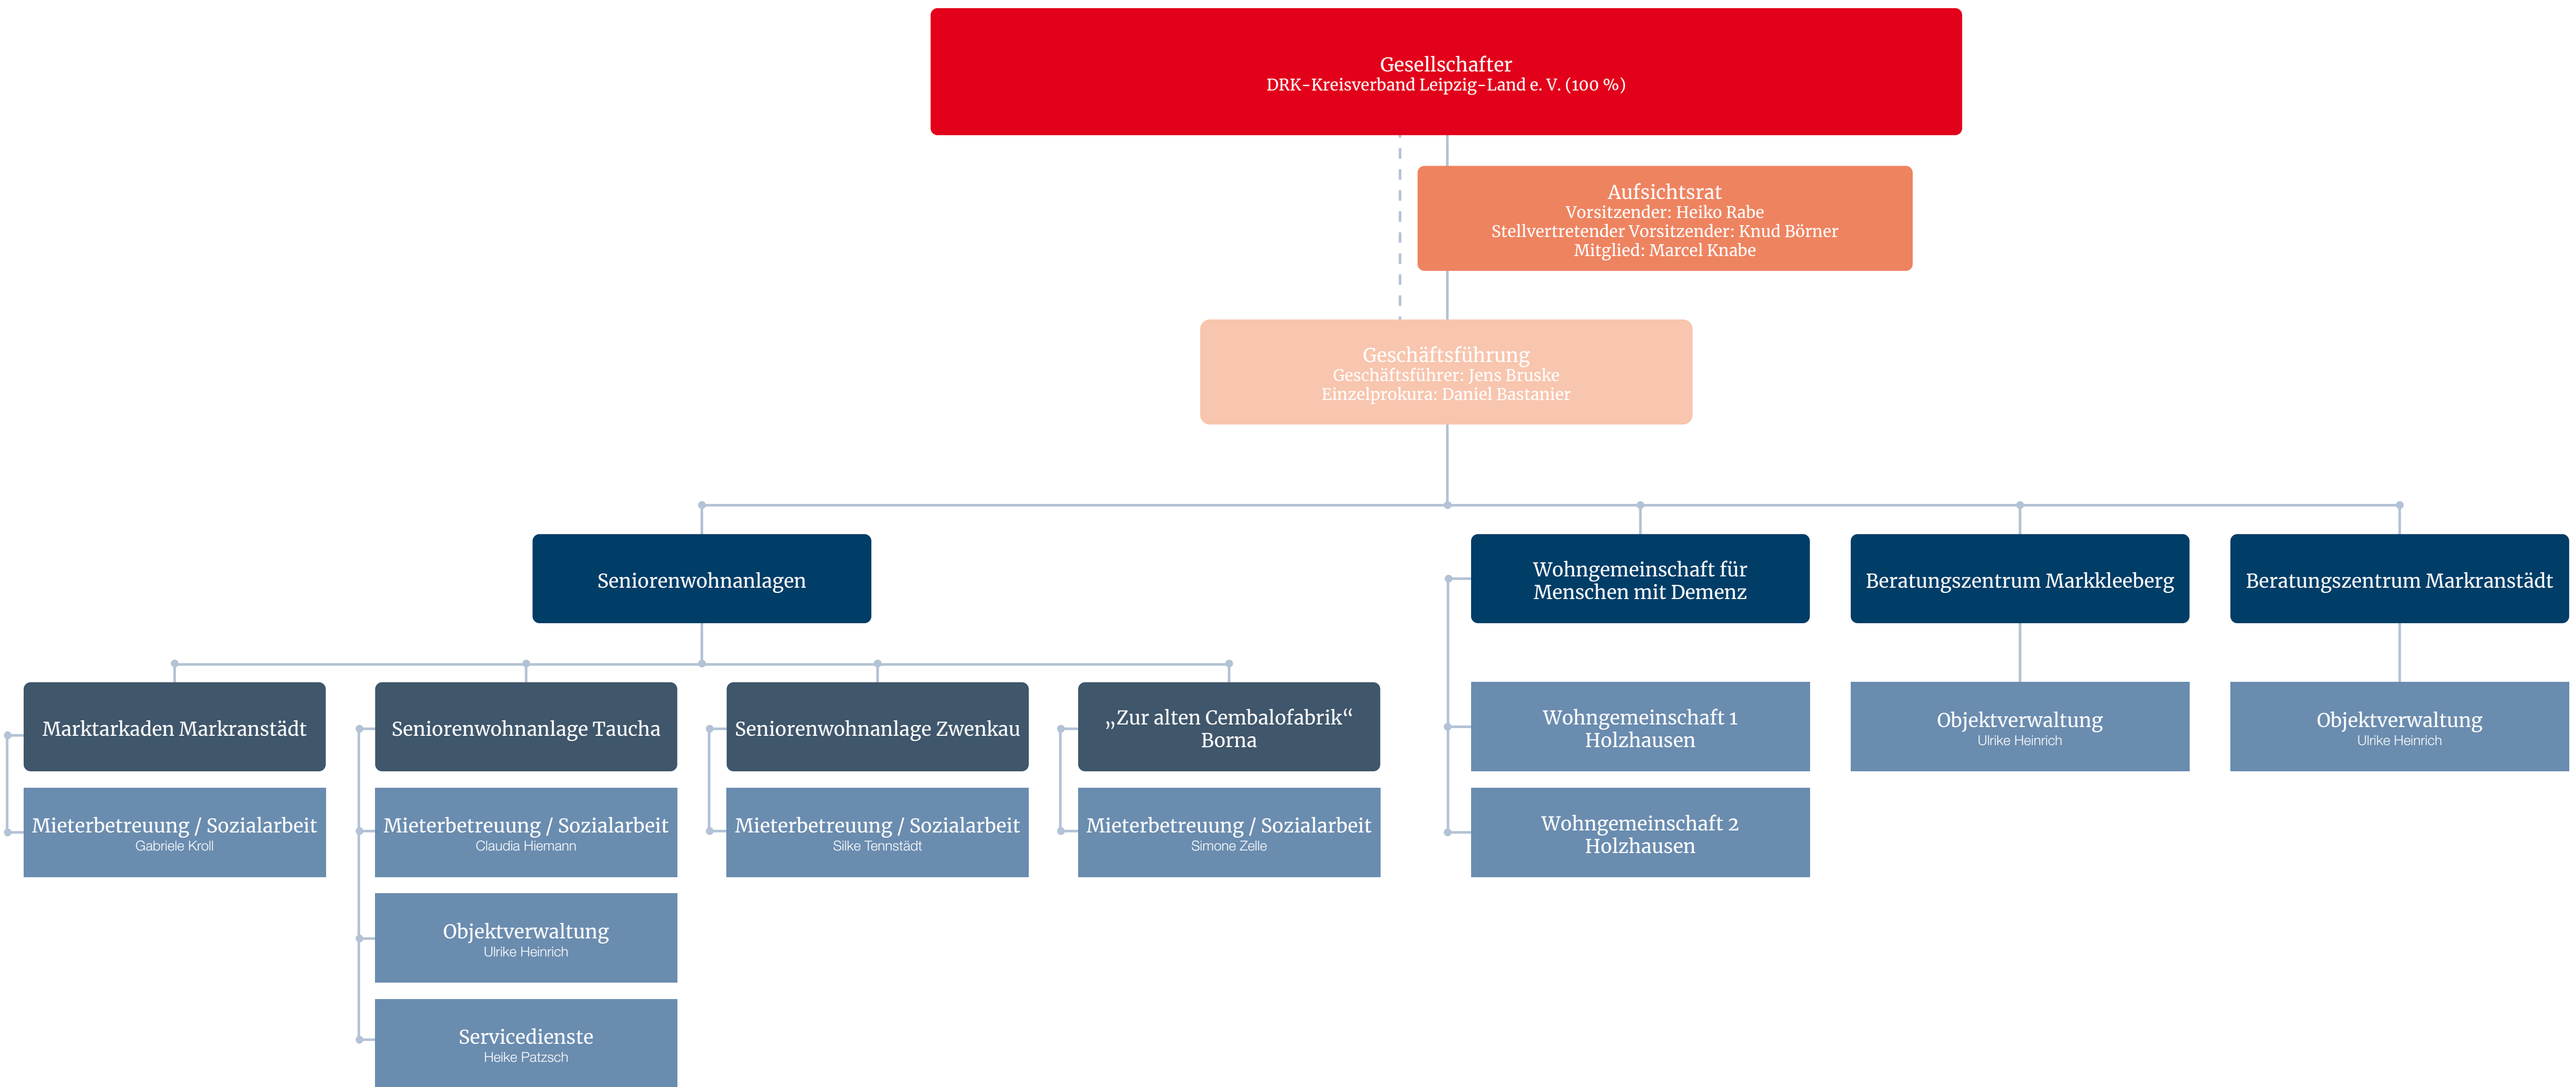 Gesellschafter
DRK-Kreisverband Leipzig-Land e. V. (100 %)
Aufsichtsrat
Vorsitzender: Heiko Rabe
Stellvertretender Vorsitzender: Knud Börner
Mitglied: Marcel Knabe
Geschäftsführung
Geschäftsführer: Jens Bruske
Einzelprokura: Daniel Bastanier
Seniorenwohnanlagen
Wohngemeinschaft für
Menschen mit Demenz
Beratungszentrum Markkleeberg
Beratungszentrum Markranstädt
Marktarkaden Markranstädt
Mieterbetreuung / Sozialarbeit
Gabriele Kroll
Seniorenwohnanlage Taucha
Mieterbetreuung / Sozialarbeit
Claudia Hiemann
Objektverwaltung
Ulrike Heinrich
Servicedienste
Heike Patzsch
Seniorenwohnanlage Zwenkau
Mieterbetreuung / Sozialarbeit
Silke Tennstädt
„Zur alten Cembalofabrik“
Borna
Mieterbetreuung / Sozialarbeit
Simone Zelle
Wohngemeinschaft 1
Holzhausen
Wohngemeinschaft 2
Holzhausen
Objektverwaltung
Ulrike Heinrich
Objektverwaltung
Ulrike Heinrich